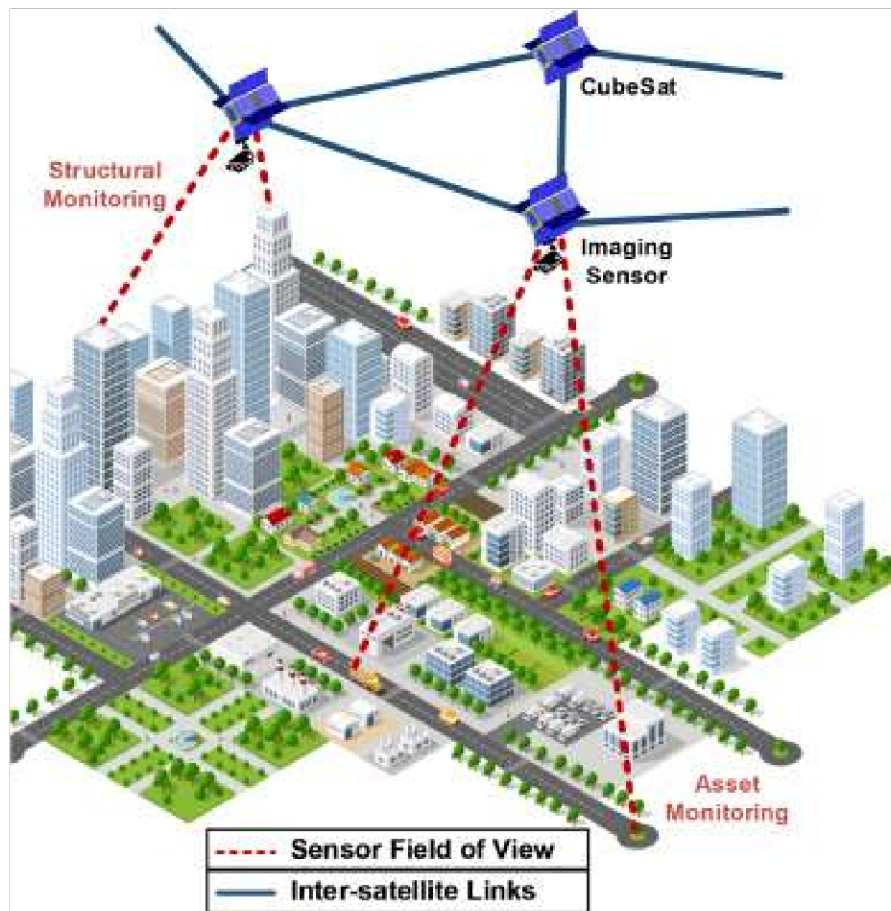 CubeSat
Structural
Monitoring
Imaging
Sensor
Asset
Monitoring
Sensor Field of View
Inter-satellite Links